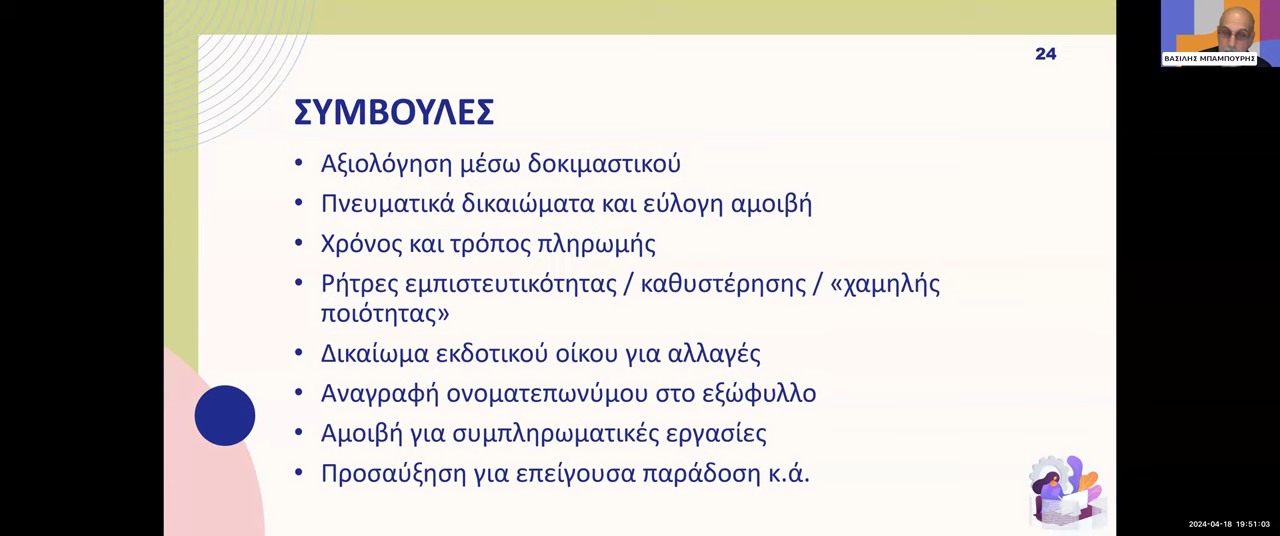 24
ΒΑΣΙΛΗΣ ΜΠΑΜΠΟΥΡΗΣ
ΣΥΜΒΟΥΛΕΣ
• Αξιολόγηση μέσω δοκιμαστικού
• Πνευματικά δικαιώματα και εύλογη αμοιβή
• Χρόνος και τρόπος πληρωμής
• Ρήτρες εμπιστευτικότητας / καθυστέρησης / «χαμηλής
ποιότητας»
• Δικαίωμα εκδοτικού οίκου για αλλαγές
• Αναγραφή ονοματεπωνύμου στο εξώφυλλο
• Αμοιβή για συμπληρωματικές εργασίες
• Προσαύξηση για επείγουσα παράδοση κ.ά.
2024-04-18 19:51:03